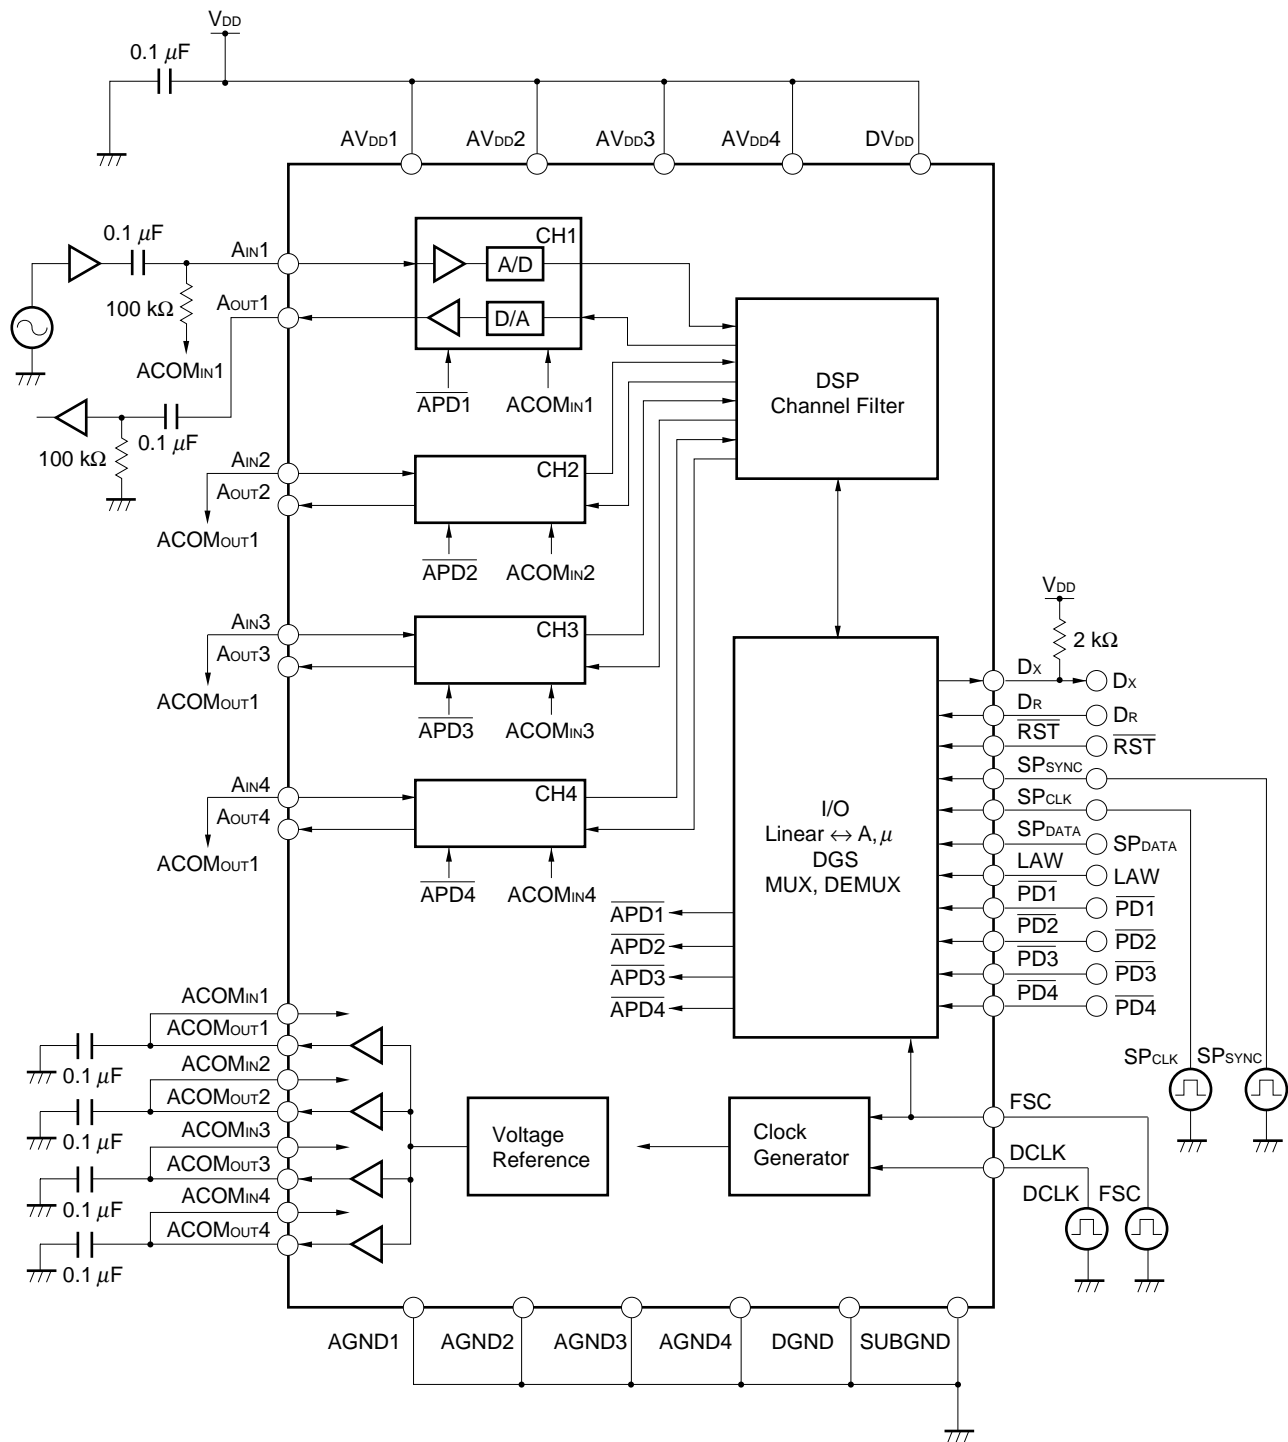 VDD
0.1 μF
AVDD1
AVDD2
AVDD3
AVDD4
DVDD
0.1 μF
AIN1
CH1
A/D
100 kΩ
AOUT1
D/A
ACOMIN1
APD1
ACOMIN1
DSP
Channel Filter
0.1 μF
100 kΩ
AIN2
CH2
AOUT2
ACOMOUT1
APD2
ACOMIN2
VDD
2 kΩ
AIN3
CH3
AOUT3
ACOMOUT1
APD3
ACOMIN3
DX
DX
DR
DR
RST
RST
SPSYNC
AIN4
CH4
AOUT4
ACOMOUT1
APD4
ACOMIN4
I/O
Linear ↔ A, μ
DGS
MUX, DEMUX
SPCLK
SPDATA
SPDATA
LAW
LAW
PD1
PD1
PD2
PD2
PD3
PD3
PD4
PD4
APD1
APD2
APD3
APD4
ACOMIN1
ACOMOUT1
0.1 μF
ACOMIN2
ACOMOUT2
0.1 μF
ACOMIN3
ACOMOUT3
0.1 μF
ACOMIN4
ACOMOUT4
0.1 μF
Voltage
Reference
Clock
Generator
SPCLK
SPSYNC
FSC
DCLK
DCLK
FSC
AGND1
AGND2
AGND3
AGND4
DGND
SUBGND